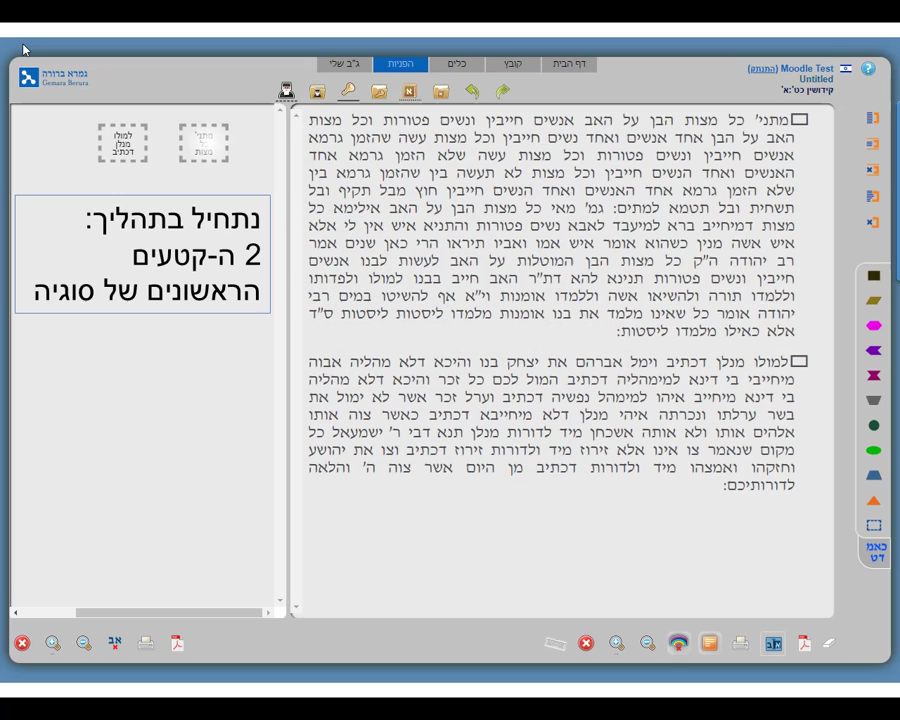 דף הבית
קובץ
כלים
הפניות
ג"ב שלי
גמרא ברורה
Gemara Berura
Moodle Test (התנתק)
Untitled
קידושין כט':א'
מתני' כל מצות הבן על האב אנשים חייבין ונשים פטורות וכל מצות
האב על הבן אחד אנשים ואחד נשים חייבין וכל מצות עשה שהזמן גרמא
אנשים חייבין ונשים פטורות וכל מצות עשה שלא הזמן גרמא אחד
האנשים ואחד הנשים חייבין וכל מצות לא תעשה בין שהזמן גרמא בין
שלא הזמן גרמא אחד האנשים ואחד הנשים חייבין חוץ מבל תקיף ובל
תשחית ובל תטמא למתים: גמ' מאי כל מצות הבן על האב אילימא כל
מצות דמיחייב ברא למיעבד לאבא נשים פטורות והתניא איש אין לי אלא
איש אשה מנין כשהוא אומר איש אמו ואביו תיראו הרי כאן שנים אמר
רב יהודה ה"ק כל מצות הבן המוטלות על האב לעשות לבנו אנשים
חייבין ונשים פטורות תנינא להא דת"ר האב חייב בבנו למולו ולפדותו
וללמדו תורה ולהשיאו אשה וללמדו אומנות וי"א אף להשיטו במים רבי
יהודה אומר כל שאינו מלמד את בנו אומנות מלמדו ליסטות ליסטות ס"ד
אלא כאילו מלמדו ליסטות:
למולו מנלן דכתיב וימל אברהם את יצחק בנו והיכא דלא מהליה אבוה
מיחייבי בי דינא למימהליה דכתיב המול לכם כל זכר והיכא דלא מהליה
בי דינא מיחייב איהו למימהל נפשיה דכתיב וערל זכר אשר לא ימול את
בשר ערלתו ונכרתה איהי מנלן דלא מיחייבא דכתיב כאשר צוה אותו
אלהים אותו ולא אותה אשכחן מיד לדורות מנלן תנא דבי ר' ישמעאל כל
מקום שנאמר צו אינו אלא זירוז מיד ולדורות זירוז דכתיב וצו את יהושע
וחזקהו ואמצהו מיד ולדורות דכתיב מן היום אשר צוה ה' והלאה
לדורותיכם:
מתני'
כל
מצות
למולו
מנלן
דכתיב
נתחיל בתהליך:
2 ה-קטעים
הראשונים של סוגיה
כאמ
דט
אב
אב